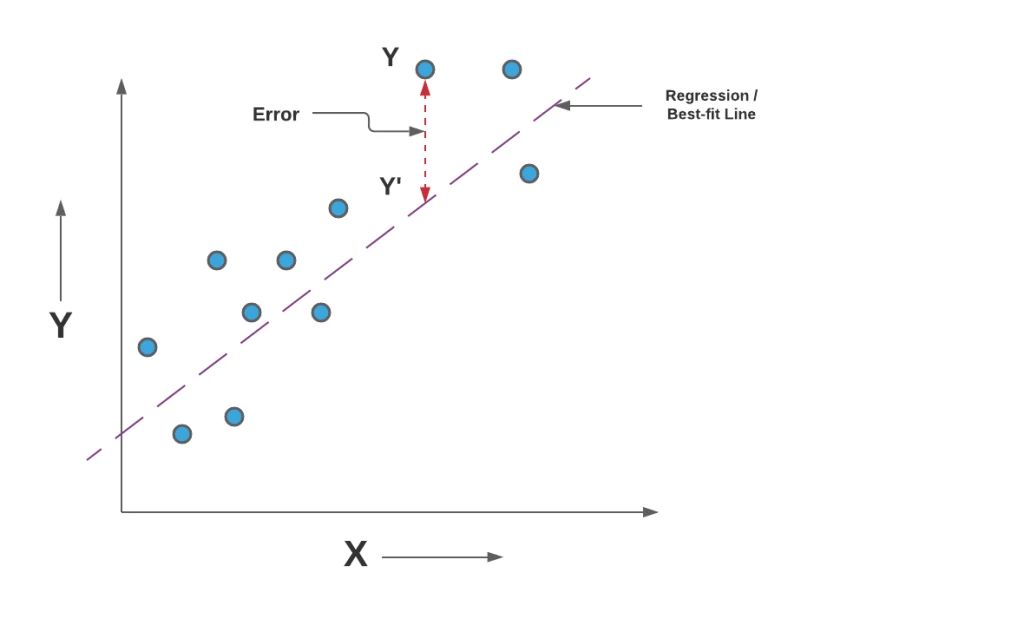 Y
Error
Y'
Regression /
Best-fit Line
Y
X